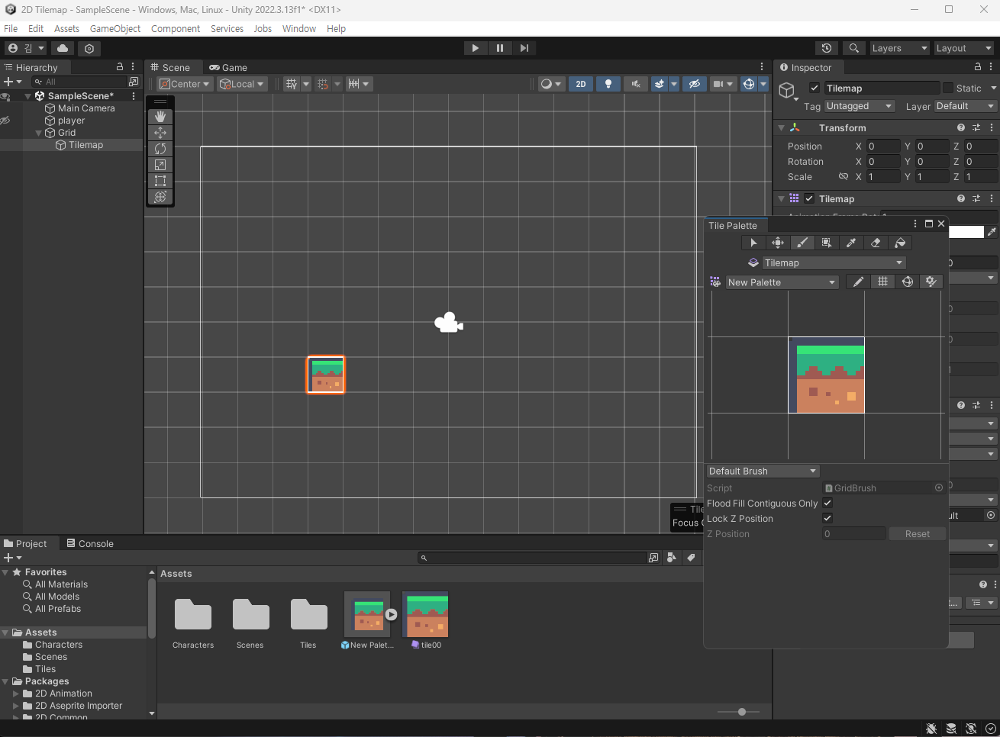 2D Tilemap - SampleScene - Windows, Mac, Linux - Unity 2022.3.13f1* <DX11>
File Edit Assets GameObject Component Services Jobs Window Help
김
Layers
Layout
Hierarchy
All
SampleScene*
Main Camera
player
Grid
Tilemap
Scene
Game
Center
Local
2D
Focus
Inspector
Tilemap
Static
Tag Untagged
Layer Default
Transform
Position X 0 Y 0 Z 0
Rotation X 0 Y 0 Z 0
Scale X 1 Y 1 Z 1
Tilemap
Tile Palette
Tilemap
New Palette
Default Brush
Script GridBrush
Flood Fill Contiguous Only
Lock Z Position
Z Position 0 Reset
Project
Console
Favorites
All Materials
All Models
All Prefabs
Assets
Characters
Scenes
Tiles
Packages
2D Animation
2D Aseprite Importer
2D Common
Assets
Characters
Scenes
Tiles
New Palet...
tile00